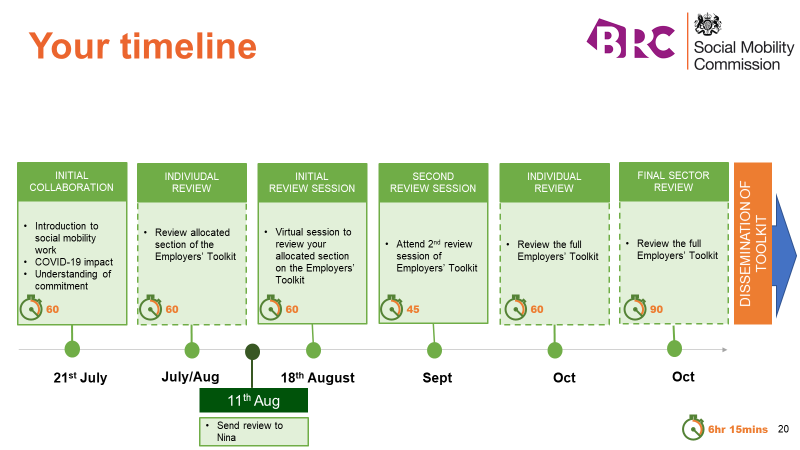 Your timeline
BRC
Social Mobility
Commission
INITIAL
COLLABORATION
• Introduction to
social mobility
work
• COVID-19 impact
• Understanding of
commitment
60
INDIVIUDAL
REVIEW
• Review allocated
section of the
Employers' Toolkit
60
INITIAL
REVIEW SESSION
• Virtual session to
review your
allocated section
on the Employers'
Toolkit
60
SECOND
REVIEW SESSION
• Attend 2nd review
session of
Employers' Toolkit
45
INDIVIDUAL
REVIEW
• Review the full
Employers' Toolkit
60
FINAL SECTOR
REVIEW
• Review the full
Employers' Toolkit
90
DISSEMINATION OF
TOOLKIT
21st July
July/Aug
18th August
Sept
Oct
Oct
11th Aug
• Send review to
Nina
6hr 15mins
20